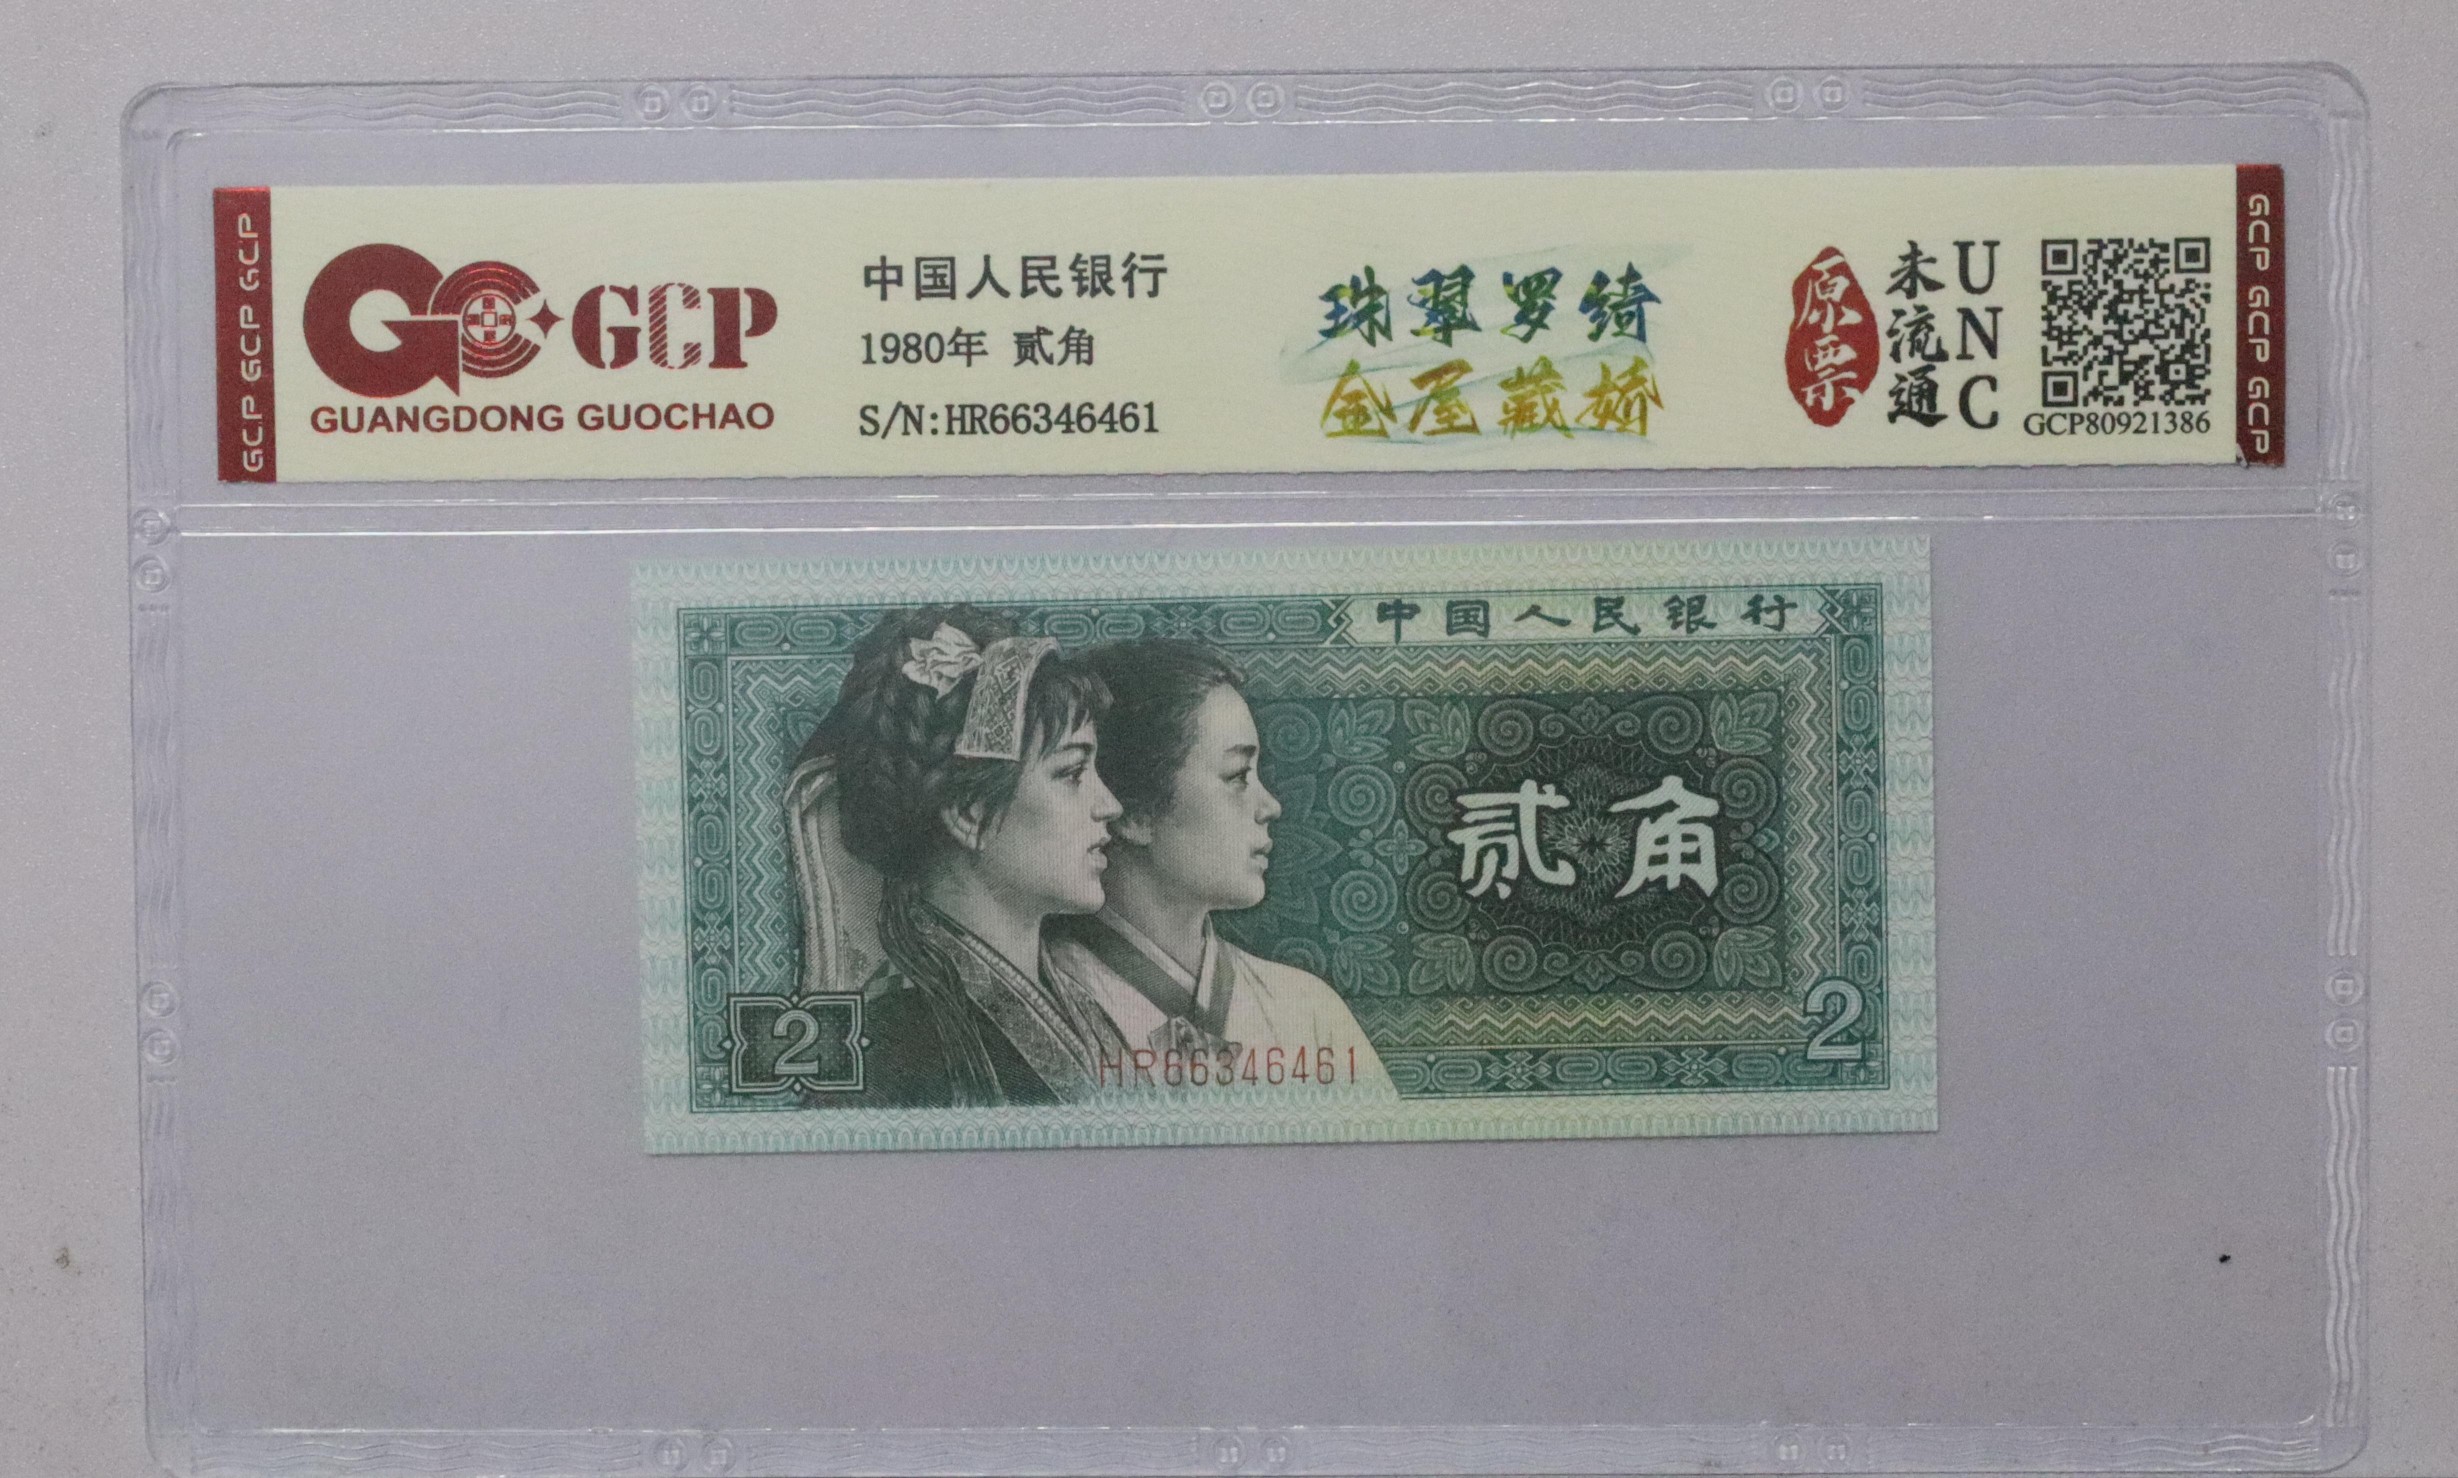 GCP GCP GCP
GCP
GUANGDONG GUOCHAO
中国人民银行
1980年 贰角
S/N:HR66346461
珠翠罗绮
金屋藏娇
原票
未流通
UNC
GCP80921386
GCP GCP GCP
中国人民银行
贰角
2
2
HR66346461